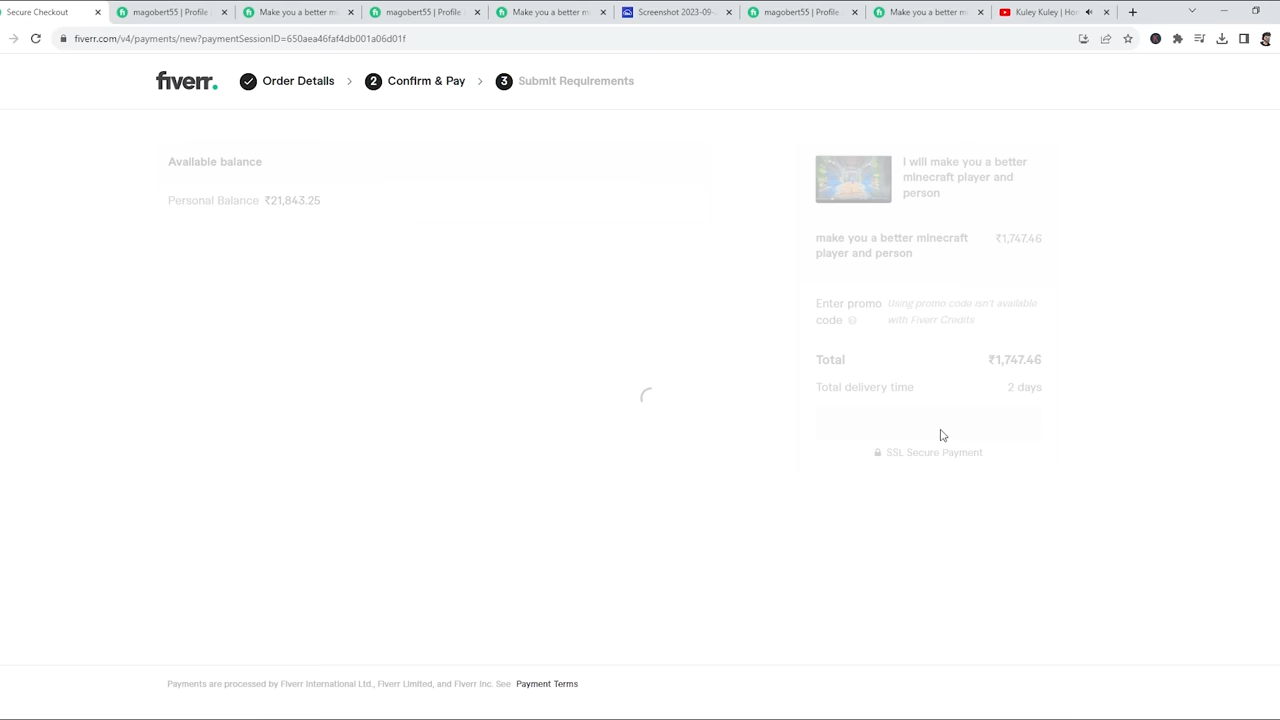 Secure Checkout
magobert55 | Profile
Make you a better mi
magobert55 | Profile
Make you a better mi
Screenshot 2023-09-
magobert55 | Profile
Make you a better mi
Kuley Kuley | Hon
fiverr.com/v4/payments/new?paymentSessionID=650aea46faf4db001a06d01f
fiverr.
Order Details
2 Confirm & Pay
3 Submit Requirements
Available balance
Personal Balance ₹21,843.25
I will make you a better
minecraft player and
person
make you a better minecraft ₹1,747.46
player and person
Enter promo Using promo code isn't available
code with Fiverr Credits
Total ₹1,747.46
Total delivery time 2 days
SSL Secure Payment
Payments are processed by Fiverr International Ltd., Fiverr Limited, and Fiverr Inc. See Payment Terms